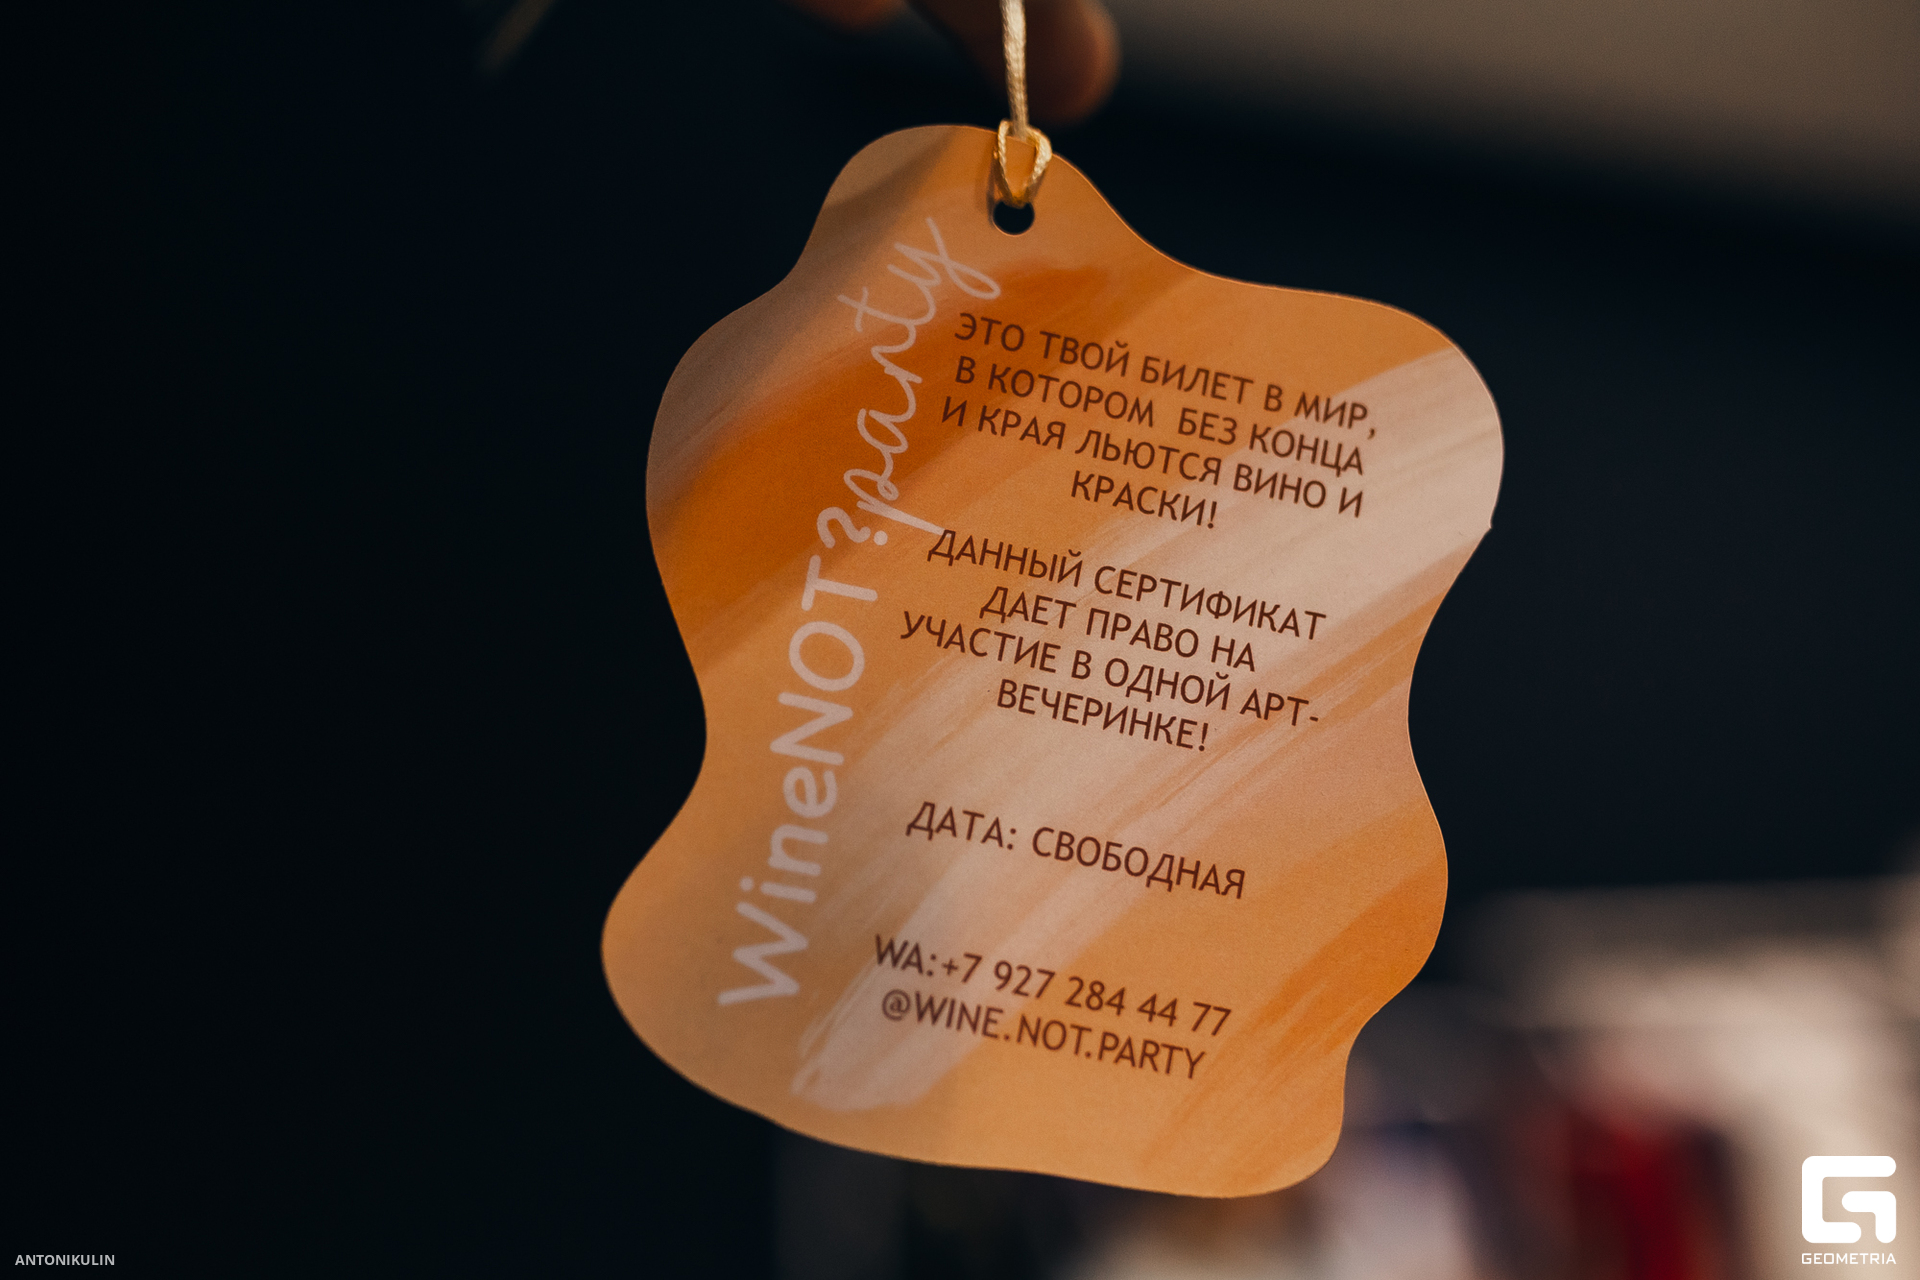 WineNOT?party
ЭТО ТВОЙ БИЛЕТ В МИР,
В КОТОРОМ БЕЗ КОНЦА
И КРАЯ ЛЬЮТСЯ ВИНО И
КРАСКИ!
ДАННЫЙ СЕРТИФИКАТ
ДАЕТ ПРАВО НА
УЧАСТИЕ В ОДНОЙ АРТ-
ВЕЧЕРИНКЕ!
ДАТА: СВОБОДНАЯ
WA:+7 927 284 44 77
@WINE.NOT.PARTY
ANTONIKULIN
GEOMETRIA